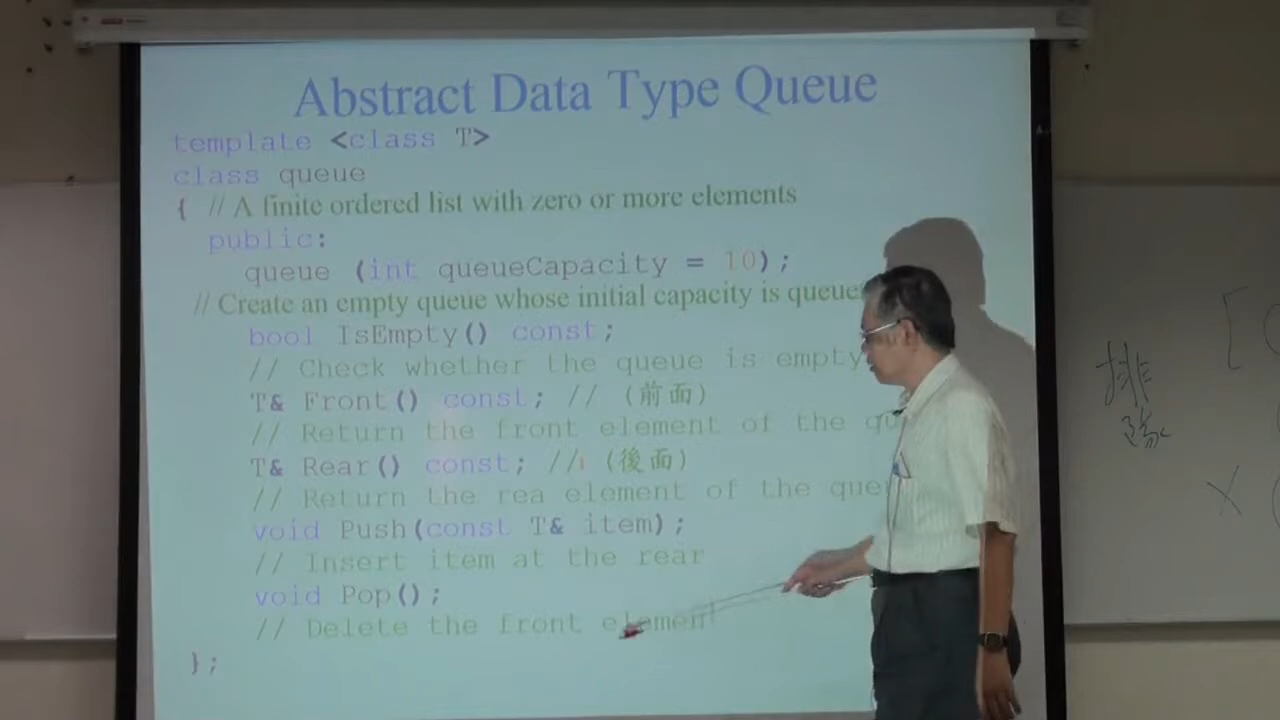 Abstract Data Type Queue
template <class T>
class queue
{ // A finite ordered list with zero or more elements
public:
queue (int queueCapacity = 10);
// Create an empty queue whose initial capacity is queue
bool IsEmpty() const;
// Check whether the queue is empty
T& Front() const; // (前面)
// Return the front element of the qu
T& Rear() const; // (後面)
// Return the rea element of the que
void Push(const T& item);
// Insert item at the rear
void Pop();
// Delete the front element
};
排
[
X